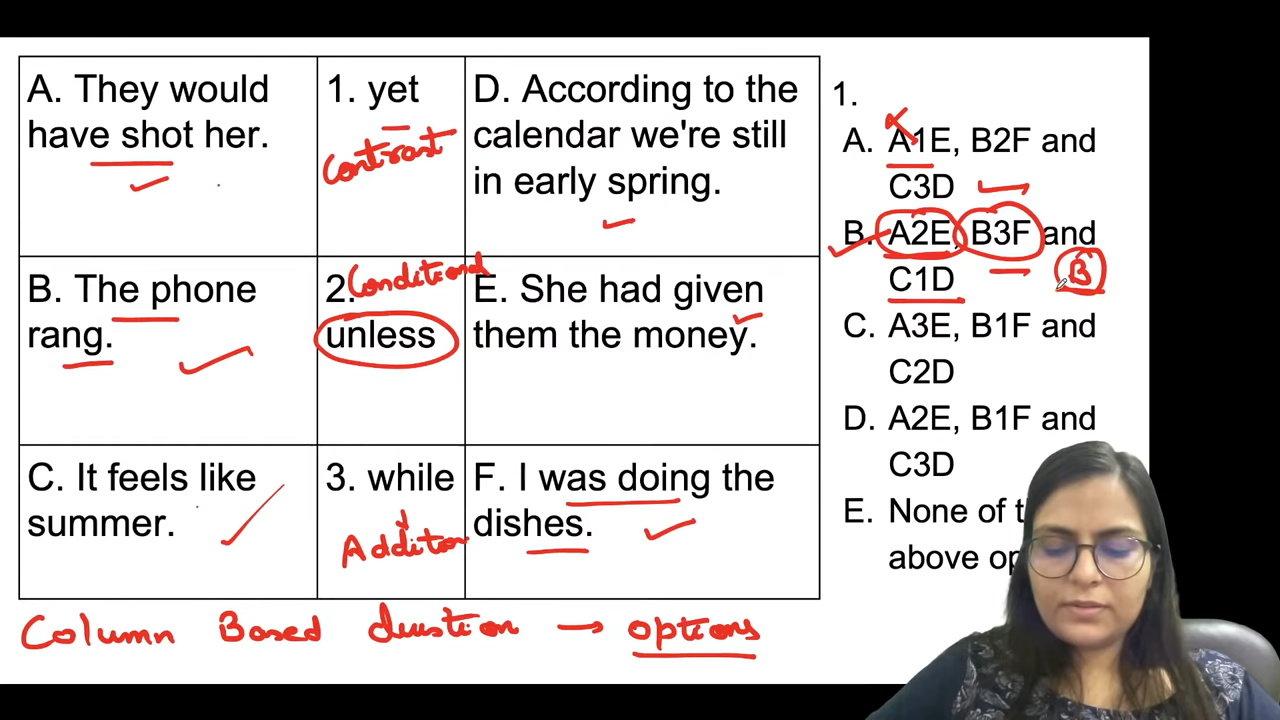 A. They would
have shot her.
1. yet
Contrast
D. According to the
calendar we're still
in early spring.
B. The phone
rang.
2.
Conditional
unless
E. She had given
them the money.
C. It feels like
summer.
3. while
Addition
F. I was doing the
dishes.
Column Based → options
1.
A. A1E, B2F and
C3D
B. A2E, B3F and
C1D
B
C. A3E, B1F and
C2D
D. A2E, B1F and
C3D
E. None of
above